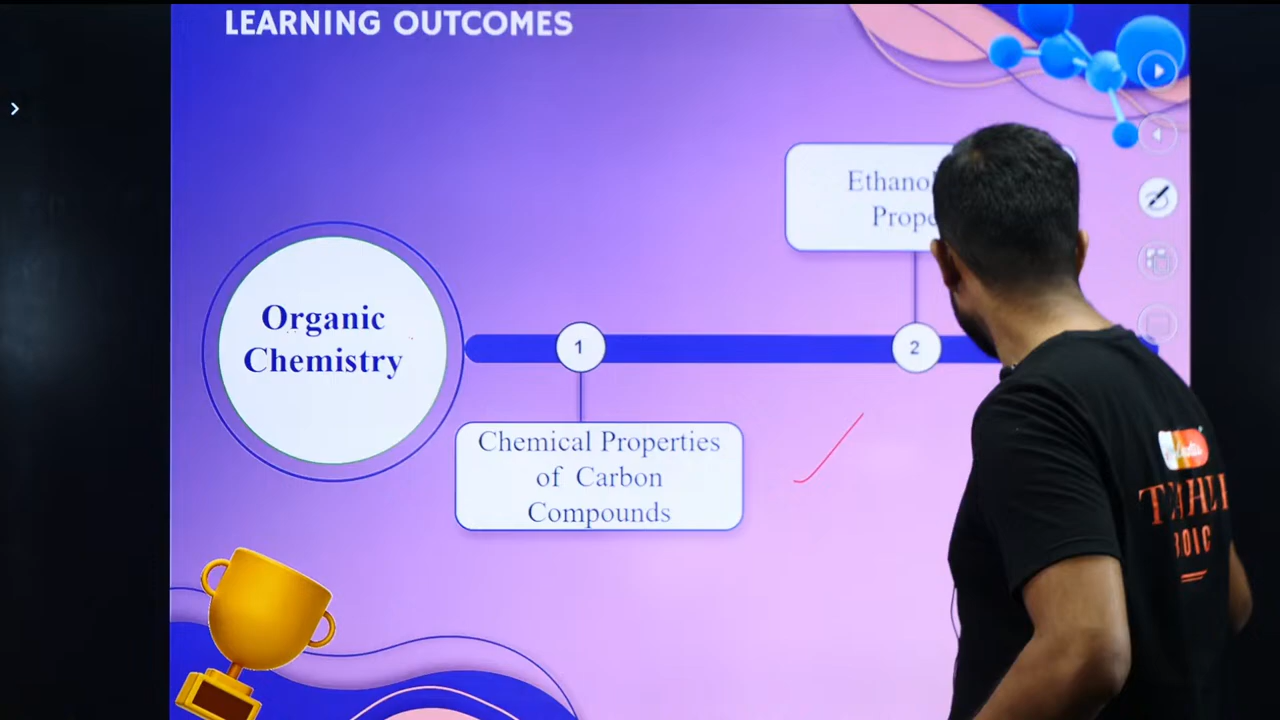 LEARNING OUTCOMES
Organic
Chemistry
1
Chemical Properties
of Carbon
Compounds
2